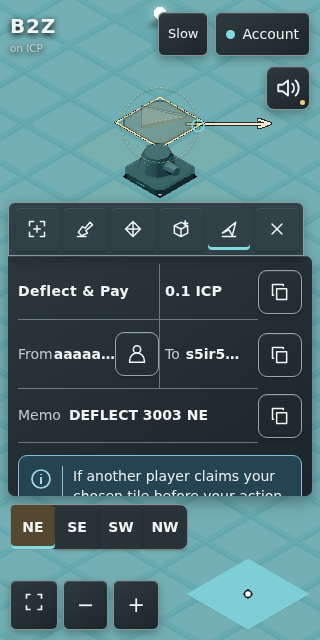 B2Z
on ICP
Slow
Account
Deflect & Pay
0.1 ICP
From aaaaa...
To s5ir5...
Memo DEFLECT 3003 NE
If another player claims your
chosen tile before your action
NE SE SW NW